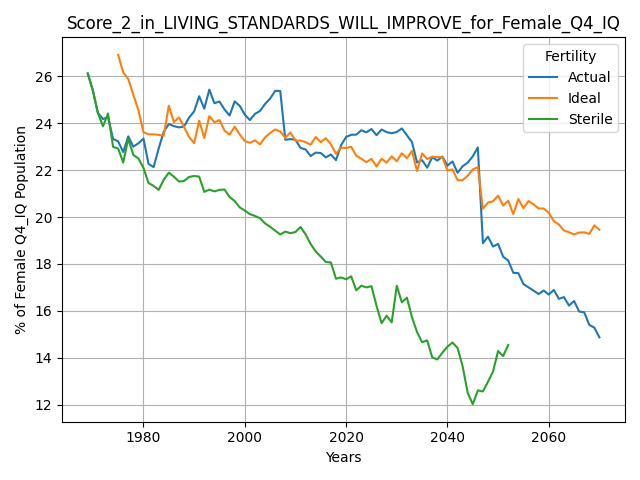 Score_2_in_LIVING_STANDARDS_WILL_IMPROVE_for_Female_Q4_IQ
Fertility
Actual
Ideal
Sterile
% of Female Q4_IQ Population
26
24
22
20
18
16
14
12
1980
2000
2020
2040
2060
Years